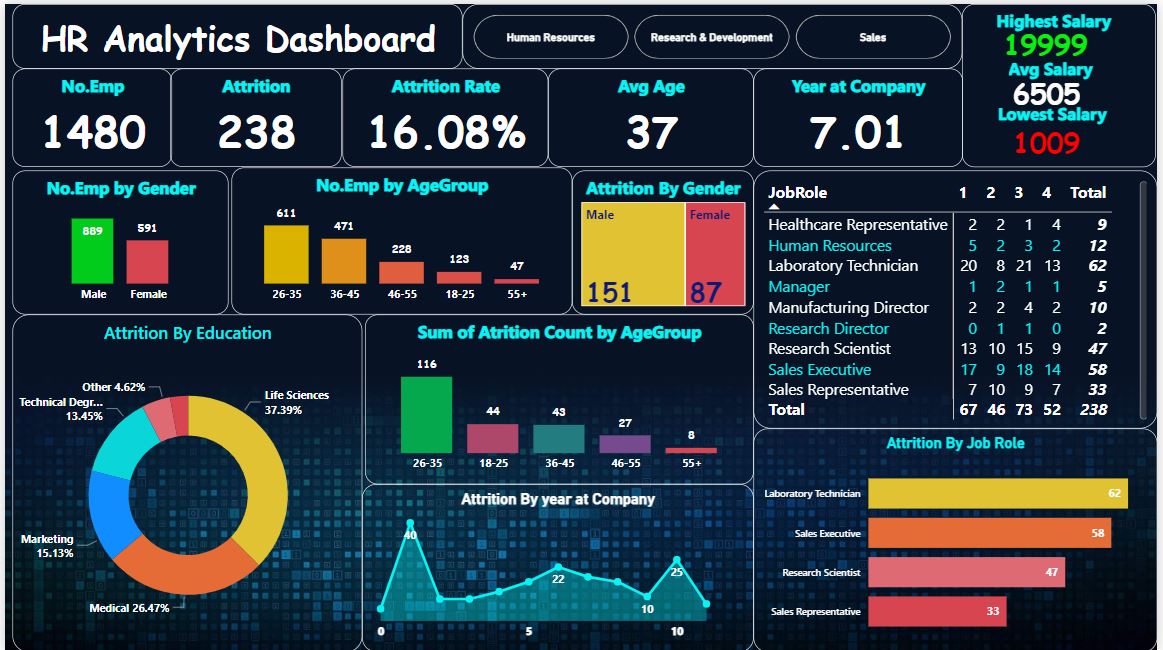 HR Analytics Dashboard
Human Resources
Research & Development
Sales
Highest Salary
19999
Avg Salary
6505
Lowest Salary
1009
No.Emp
1480
Attrition
238
Attrition Rate
16.08%
Avg Age
37
Year at Company
7.01
No.Emp by Gender
889
591
Male
Female
No.Emp by AgeGroup
611
471
228
123
47
26-35
36-45
46-55
18-25
55+
Attrition By Gender
Male
Female
151
87
JobRole 1 2 3 4 Total
Healthcare Representative 2 2 1 4 9
Human Resources 5 2 3 2 12
Laboratory Technician 20 8 21 13 62
Manager 1 2 1 1 5
Manufacturing Director 2 2 4 2 10
Research Director 0 1 1 0 2
Research Scientist 13 10 15 9 47
Sales Executive 17 9 18 14 58
Sales Representative 7 10 9 7 33
Total 67 46 73 52 238
Attrition By Education
Other 4.62%
Technical Degr...
13.45%
Life Sciences
37.39%
Marketing
15.13%
Medical 26.47%
Sum of Atrition Count by AgeGroup
116
44
43
27
8
26-35
18-25
36-45
46-55
55+
Attrition By year at Company
40
22
10
25
0
5
10
Attrition By Job Role
Laboratory Technician 62
Sales Executive 58
Research Scientist 47
Sales Representative 33